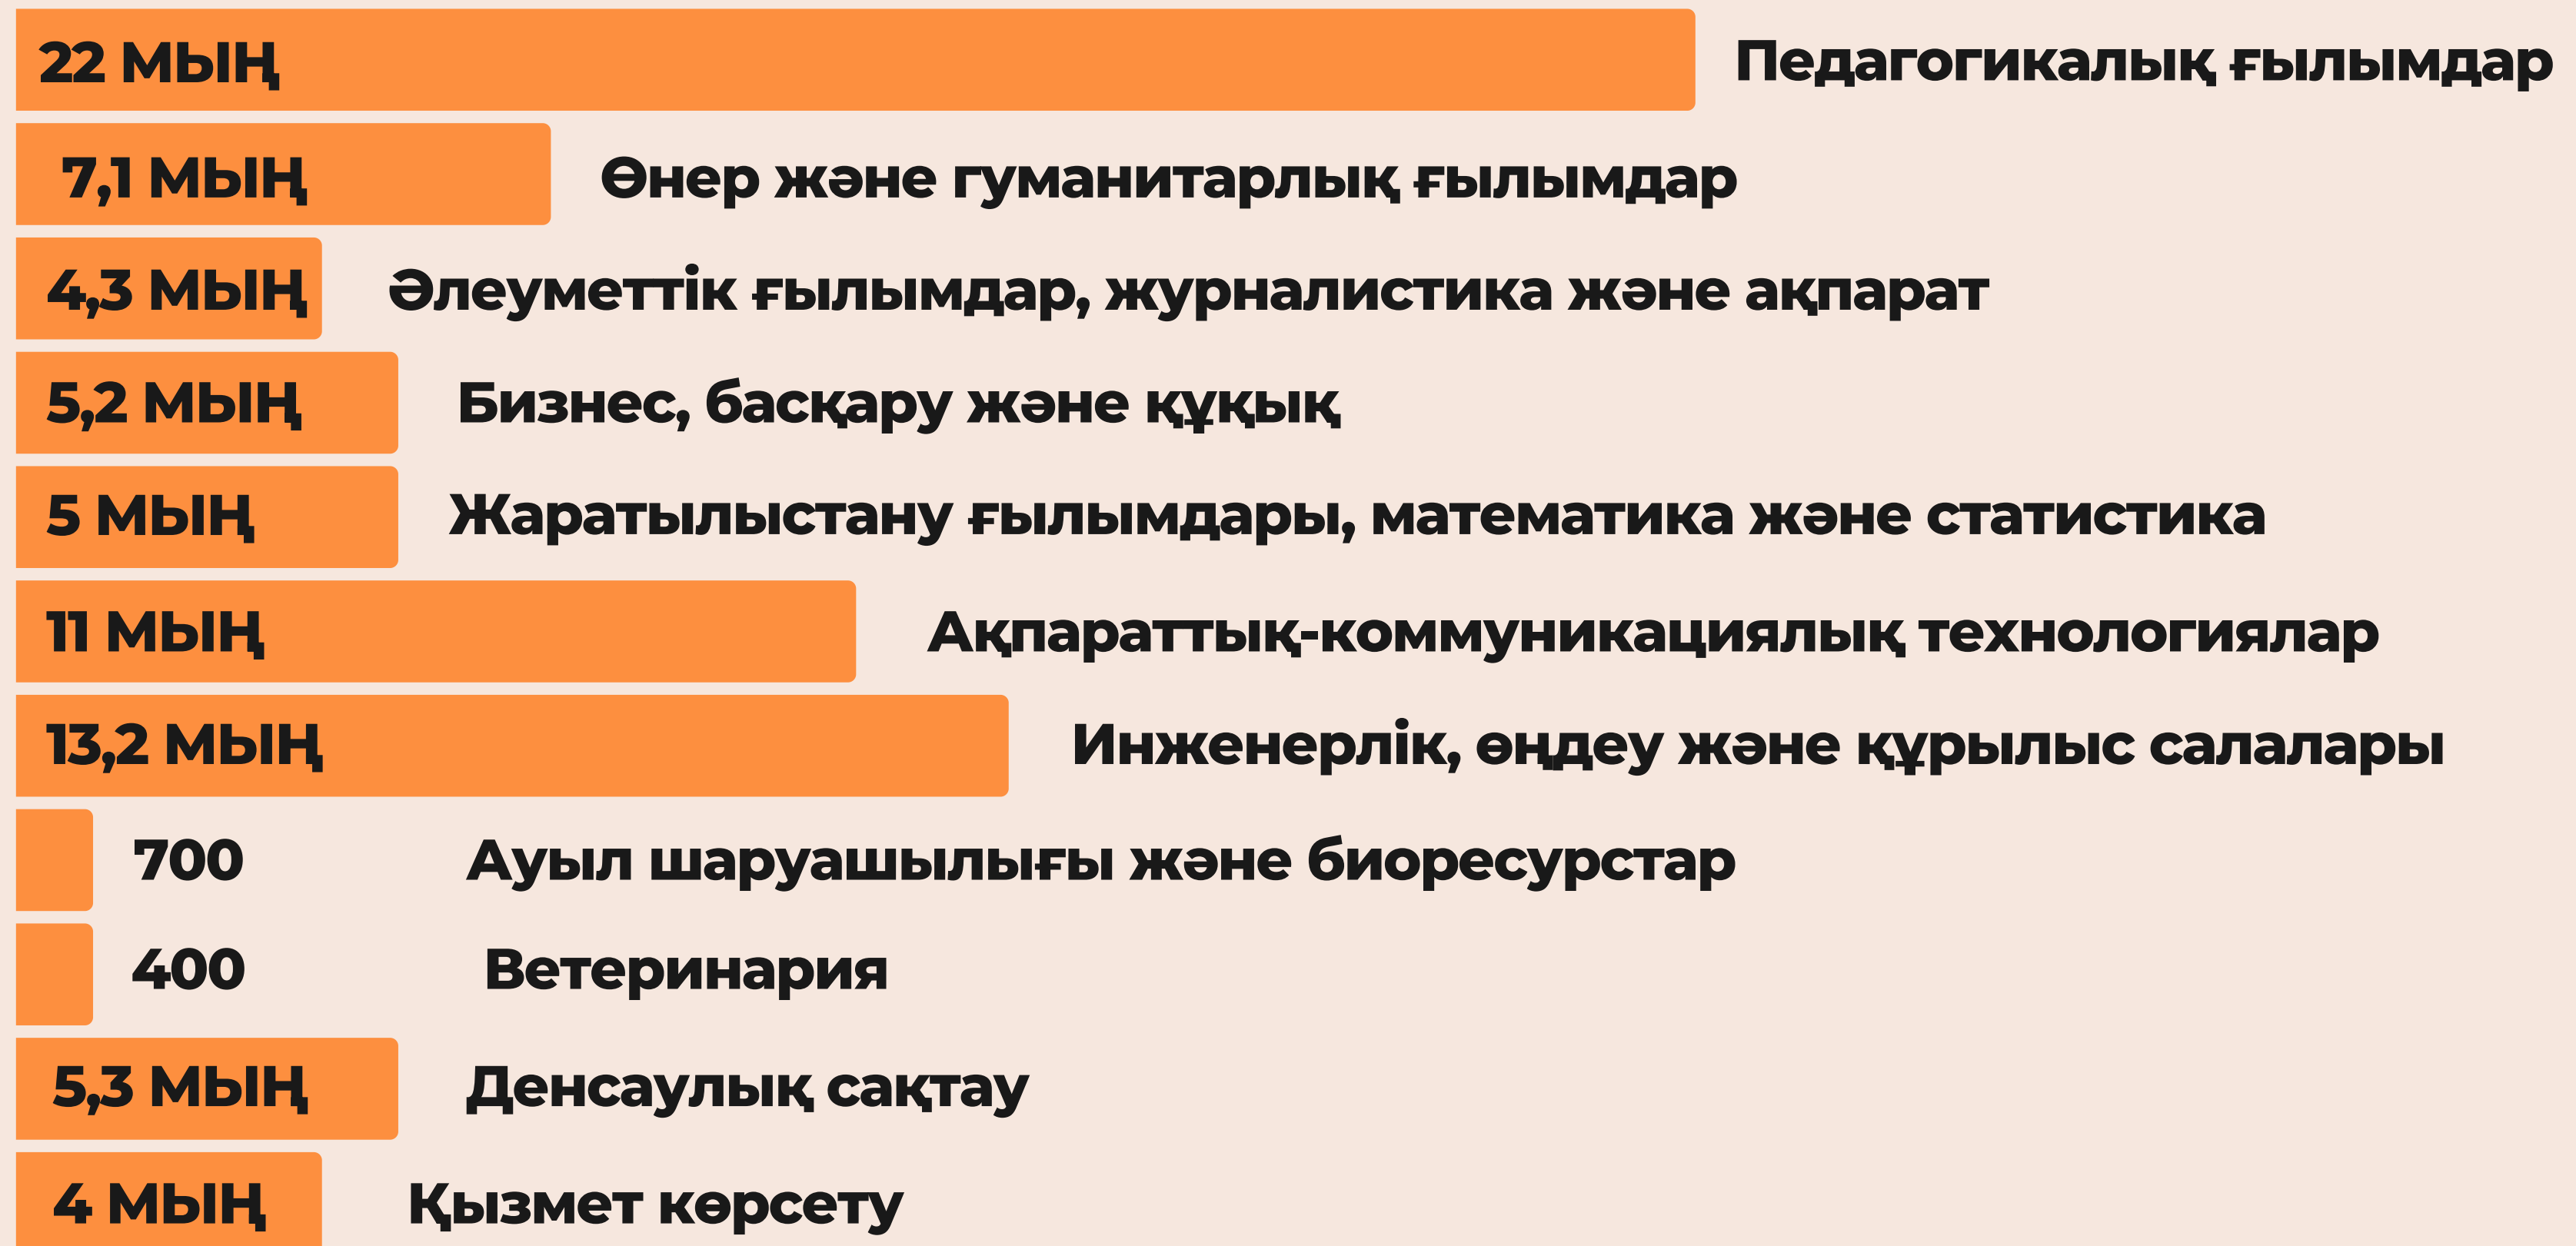 22 МЫҢ Педагогикалық ғылымдар
7,1 МЫҢ Өнер және гуманитарлық ғылымдар
4,3 МЫҢ Әлеуметтік ғылымдар, журналистика және ақпарат
5,2 МЫҢ Бизнес, басқару және құқық
5 МЫҢ Жаратылыстану ғылымдары, математика және статистика
11 МЫҢ Ақпараттық-коммуникациялық технологиялар
13,2 МЫҢ Инженерлік, өңдеу және құрылыс салалары
700 Ауыл шаруашылығы және биоресурстар
400 Ветеринария
5,3 МЫҢ Денсаулық сақтау
4 МЫҢ Қызмет көрсету